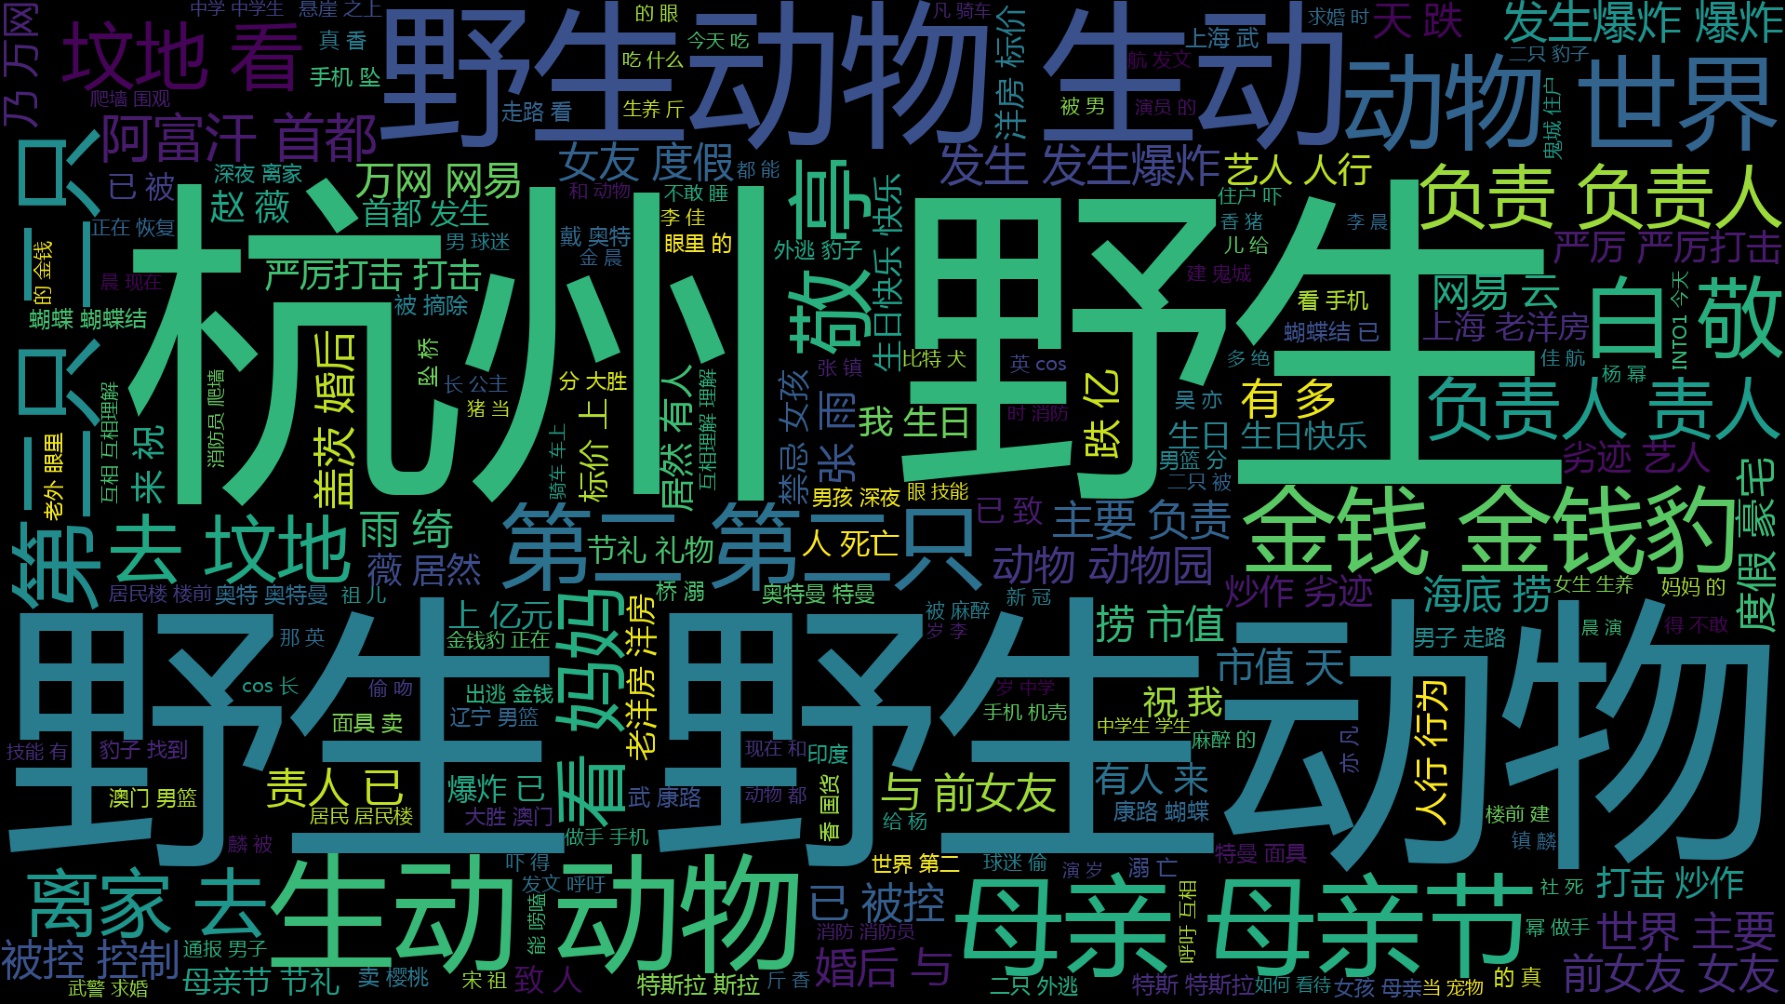 乃 万网
中学 中学生
悬崖 之上
的 眼
凡 骑车
求婚 时
天 跌
发生爆炸 爆炸
坟地 看
真 香
手机 坠
野生动物 生动
今天 吃
吃 什么
洋房 标价
上海 武
航 发文
二只 豹子
动物 世界
爬墙 围观
走路 看
生养 斤
被 男
演员 的
鬼城 住户
阿富汗 首都
女友 度假
都 能
发生 发生爆炸
艺人 人行
负责 负责人
第二 二只
深夜 离家
已 被
万网 网易
赵 薇
首都 发生
和 动物
不敢 睡
敬 亭
生日快乐 快乐
住户 吓
正在 恢复
男 球迷
戴 奥特
李 佳
眼里 的
外逃 豹子
香 猪
李 晨
儿 给
严厉 严厉打击
的 金钱
晨 现在
严厉打击 打击
金 晨
建 鬼城
网易 云
白 敬
杭州 野生
蝴蝶 蝴蝶结
被 摘除
看 手机
蝴蝶结 已
上海 老洋房
INTO1 今天
盖茨 婚后
坠 桥
长 公主
分 大胜
张 镇
比特 犬
英 cos
多 绝
佳 航
杨 幂
互相 互相理解
消防员 爬墙
猪 当
标价 上
居然 有人
互相理解 理解
禁忌 女孩
张 雨
我 生日
时 消防
跌 亿
吴 亦
有 多
负责人 责人
老外 眼里
来 祝
骑车 车上
生日 生日快乐
男篮 分
劣迹 艺人
男孩 深夜
眼 技能
二只 被
金钱 金钱豹
度假 豪宅
去 坟地
雨 绮
第二 第二只
节礼 礼物
人 死亡
已 致
主要 负责
薇 居然
动物 动物园
炒作 劣迹
海底 捞
女生 生养
妈妈 的
居民楼 楼前
奥特 奥特曼
祖 儿
桥 溺
奥特曼 特曼
新 冠
野生 野生动物
上 亿元
看 妈妈
老洋房 洋房
被 麻醉
岁 李
捞 市值
晨 演
得 不敢
那 英
金钱豹 正在
男子 走路
市值 天
cos 长
偷 吻
出逃 金钱
岁 中学
祝 我
人行 行为
面具 卖
辽宁 男篮
手机 机壳
中学生 学生
麻醉 的
亦 凡
技能 有
豹子 找到
现在 和
印度
澳门 男篮
责人 已
爆炸 已
武 康路
动物 都
香 国货
与 前女友
有人 来
康路 蝴蝶
居民 居民楼
大胜 澳门
给 杨
楼前 建
麟 被
做手 手机
镇 麟
离家 去
生动 动物
吓 得
发文 呼吁
世界 第二
球迷 偷
演 岁
溺 亡
特曼 面具
社 死
打击 炒作
能 唠嗑
已 被控
母亲 母亲节
呼吁 互相
消防 消防员
幂 做手
世界 主要
被控 控制
通报 男子
武警 求婚
母亲节 节礼
卖 樱桃
宋 祖
致 人
特斯拉 斯拉
斤 香
婚后 与
二只 外逃
特斯 特斯拉
如何 看待
女孩 母亲
当 宠物
的 真
前女友 女友